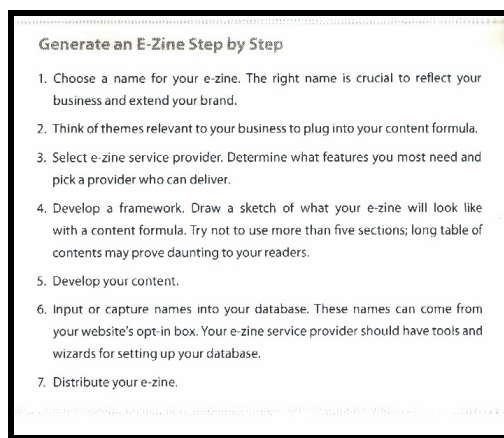 Generate an E-Zine Step by Step
1. Choose a name for your e-zine. The right name is crucial to reflect your
business and extend your brand.
2. Think of themes relevant to your business to plug into your content formula.
3. Select e-zine service provider. Determine what features you most need and
pick a provider who can deliver.
4. Develop a framework. Draw a sketch of what your e-zine will look like
with a content formula. Try not to use more than five sections; long table of
contents may prove daunting to your readers.
5. Develop your content.
6. Input or capture names into your database. These names can come from
your website's opt-in box. Your e-zine service provider should have tools and
wizards for setting up your database.
7. Distribute your e-zine.